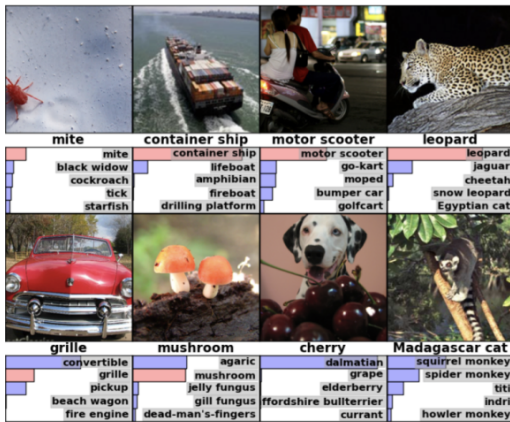 mite
container ship
motor scooter
leopard
mite
black widow
cockroach
tick
starfish
container ship
lifeboat
amphibian
fireboat
drilling platform
motor scooter
go-kart
moped
bumper car
golfcart
leopard
jaguar
cheetah
snow leopard
Egyptian cat
grille
mushroom
cherry
Madagascar cat
convertible
grille
pickup
beach wagon
fire engine
agaric
mushroom
jelly fungus
gill fungus
dead-man's-fingers
dalmatian
grape
elderberry
ffordshire bullterrier
currant
squirrel monkey
spider monkey
titi
indri
howler monkey